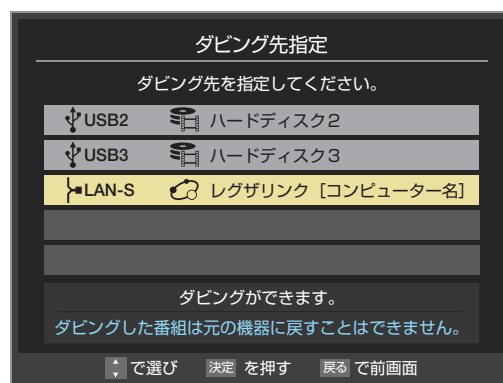 ダビング先指定
ダビング先を指定してください。
USB2 ハードディスク2
USB3 ハードディスク3
LAN-S レグザリンク [コンピューター名]
ダビングができます。
ダビングした番組は元の機器に戻すことはできません。
で選び 決定 を押す 戻る で前画面